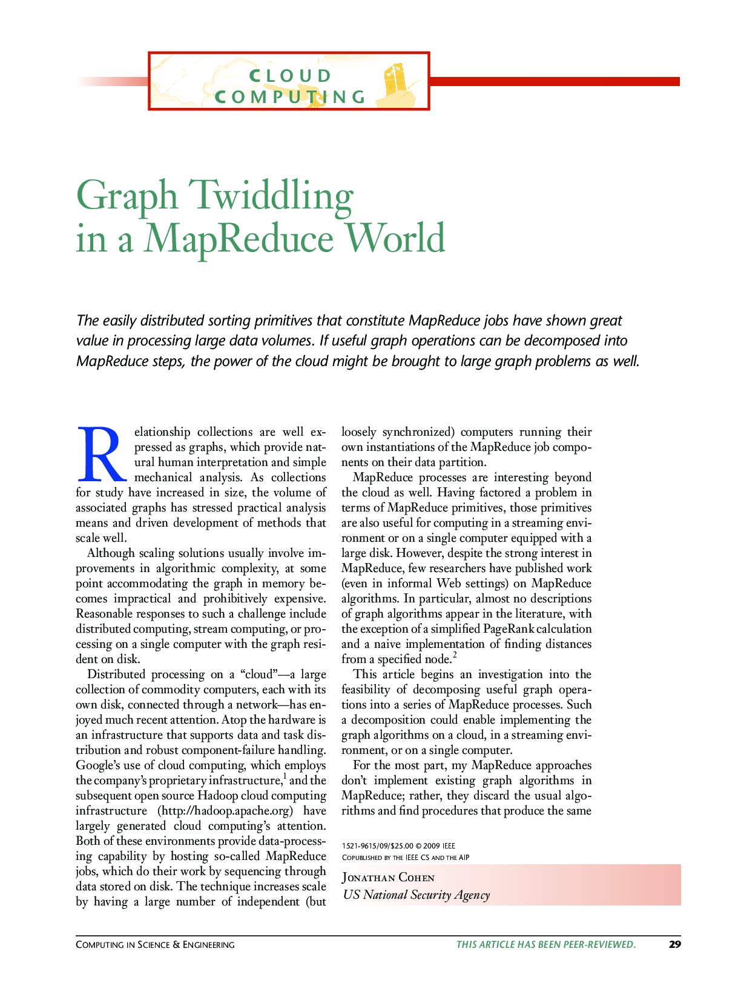 CLOUD
COMPUTING
Graph Twiddling
in a MapReduce World
The easily distributed sorting primitives that constitute MapReduce jobs have shown great
value in processing large data volumes. If useful graph operations can be decomposed into
MapReduce steps, the power of the cloud might be brought to large graph problems as well.
Relationship collections are well ex-
pressed as graphs, which provide nat-
ural human interpretation and simple
mechanical analysis. As collections
for study have increased in size, the volume of
associated graphs has stressed practical analysis
means and driven development of methods that
scale well.
Although scaling solutions usually involve im-
provements in algorithmic complexity, at some
point accommodating the graph in memory be-
comes impractical and prohibitively expensive.
Reasonable responses to such a challenge include
distributed computing, stream computing, or pro-
cessing on a single computer with the graph resi-
dent on disk.
Distributed processing on a “cloud”—a large
collection of commodity computers, each with its
own disk, connected through a network—has en-
joyed much recent attention. Atop the hardware is
an infrastructure that supports data and task dis-
tribution and robust component-failure handling.
Google’s use of cloud computing, which employs
the company’s proprietary infrastructure,1 and the
subsequent open source Hadoop cloud computing
infrastructure (http://hadoop.apache.org) have
largely generated cloud computing’s attention.
Both of these environments provide data-process-
ing capability by hosting so-called MapReduce
jobs, which do their work by sequencing through
data stored on disk. The technique increases scale
by having a large number of independent (but
loosely synchronized) computers running their
own instantiations of the MapReduce job compo-
nents on their data partition.
MapReduce processes are interesting beyond
the cloud as well. Having factored a problem in
terms of MapReduce primitives, those primitives
are also useful for computing in a streaming envi-
ronment or on a single computer equipped with a
large disk. However, despite the strong interest in
MapReduce, few researchers have published work
(even in informal Web settings) on MapReduce
algorithms. In particular, almost no descriptions
of graph algorithms appear in the literature, with
the exception of a simplified PageRank calculation
and a naive implementation of finding distances
from a specified node.2
This article begins an investigation into the
feasibility of decomposing useful graph opera-
tions into a series of MapReduce processes. Such
a decomposition could enable implementing the
graph algorithms on a cloud, in a streaming envi-
ronment, or on a single computer.
For the most part, my MapReduce approaches
don’t implement existing graph algorithms in
MapReduce; rather, they discard the usual algo-
rithms and find procedures that produce the same
1521-9615/09/$25.00 © 2009 IEEE
Copublished by the IEEE CS and the AIP
Jonathan Cohen
US National Security Agency
Computing in Science & Engineering
THIS ARTICLE HAS BEEN PEER-REVIEWED.
29